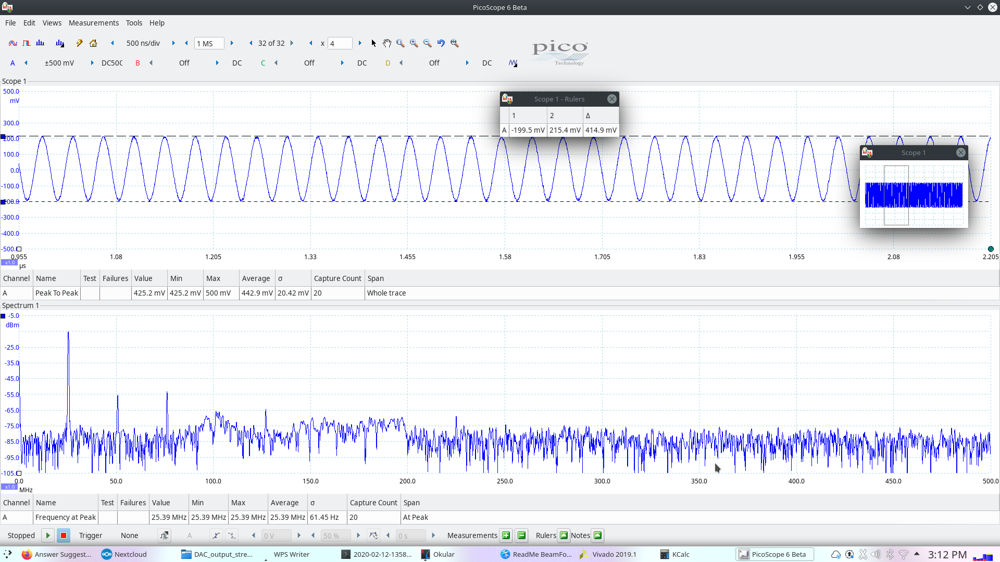 PicoScope 6 Beta
File Edit Views Measurements Tools Help
500 ns/div 1 MS 32 of 32 x 4
pico
Technology
A ±500 mV DC50C B Off DC C Off DC D Off DC
Scope 1
500.0
mV
300.0
200.0
100.0
0.0
-100.0
-300.0
-400.0
-500.0
Scope 1 - Rulers
1 2 Δ
A -199.5 mV 215.4 mV 414.9 mV
Scope 1
0.955 1.08 1.205 1.33 1.455 1.58 1.705 1.83 1.955 2.08 2.205
x1.0
µs
Channel Name Test Failures Value Min Max Average σ Capture Count Span
A Peak To Peak 425.2 mV 425.2 mV 500 mV 442.9 mV 20.42 mV 20 Whole trace
Spectrum 1
-5.0
dBm
-25.0
-35.0
-45.0
-55.0
-65.0
-75.0
-85.0
-95.0
-105.0
0.0 50.0 100.0 150.0 200.0 250.0 300.0 350.0 400.0 450.0 500.0
x1.0
MHz
Channel Name Test Failures Value Min Max Average σ Capture Count Span
A Frequency at Peak 25.39 MHz 25.39 MHz 25.39 MHz 25.39 MHz 61.45 Hz 20 At Peak
Stopped Trigger None A 0 V 50 % 0 s Measurements Rulers Notes
Answer Suggest... Nextcloud DAC_output_stre... WPS Writer 2020-02-12-1358... Okular ReadMe BeamFo... Vivado 2019.1 KCalc PicoScope 6 Beta 3:12 PM